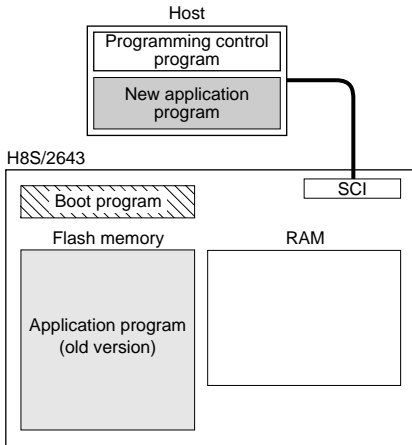 Host
Programming control
program
New application
program
H8S/2643
SCI
Boot program
Flash memory
RAM
Application program
(old version)